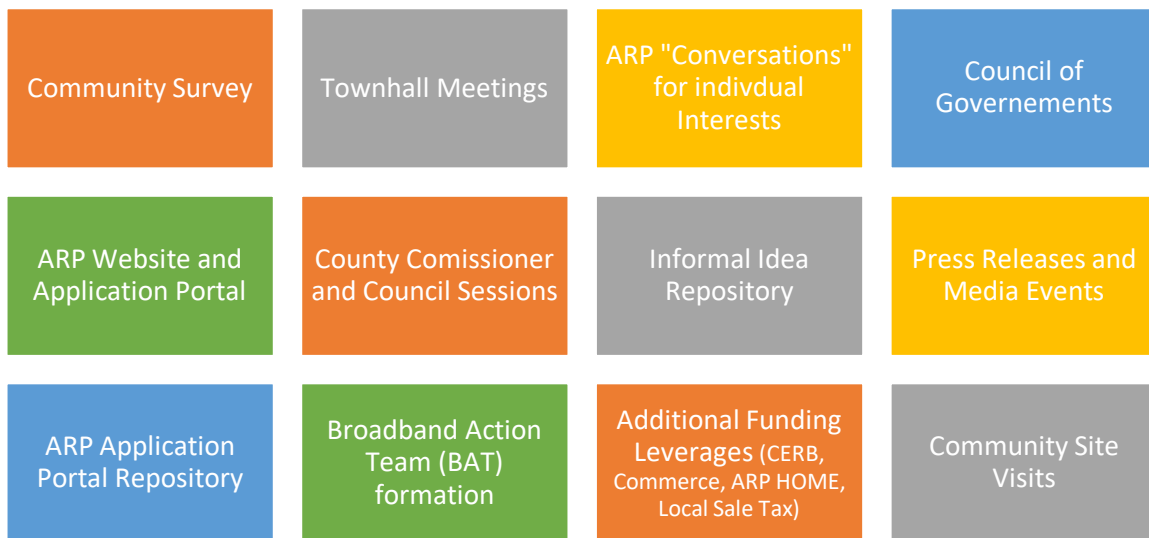 Community Survey
Townhall Meetings
ARP "Conversations"
for indivdual
Interests
Council of
Governements
ARP Website and
Application Portal
County Comissioner
and Council Sessions
Informal Idea
Repository
Press Releases and
Media Events
ARP Application
Portal Repository
Broadband Action
Team (BAT)
formation
Additional Funding
Leverages (CERB,
Commerce, ARP HOME,
Local Sale Tax)
Community Site
Visits